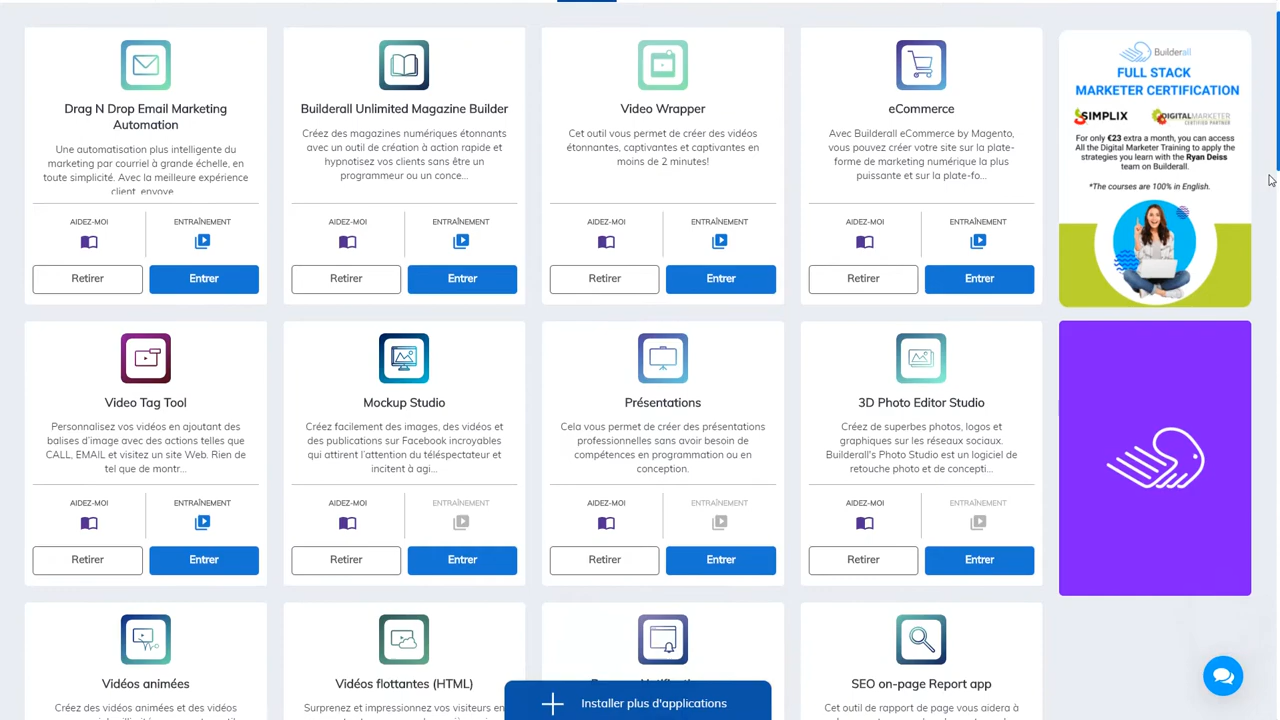 Drag N Drop Email Marketing
Automation
Une automatisation plus intelligente du
marketing par courriel à grande échelle, en
toute simplicité. Avec la meilleure expérience
client, envoye
AIDEZ-MOI
ENTRAÎNEMENT
Retirer
Entrer
Builderall Unlimited Magazine Builder
Créez des magazines numériques étonnants
avec un outil de création à action rapide et
hypnotisez vos clients sans être un
programmeur ou un conce...
AIDEZ-MOI
ENTRAÎNEMENT
Retirer
Entrer
Video Wrapper
Cet outil vous permet de créer des vidéos
étonnantes, captivantes et captivantes en
moins de 2 minutes!
AIDEZ-MOI
ENTRAÎNEMENT
Retirer
Entrer
eCommerce
Avec Builderall eCommerce by Magento,
vous pouvez créer votre site sur la plate-
forme de marketing numérique la plus
puissante et sur la plate-fo...
AIDEZ-MOI
ENTRAÎNEMENT
Retirer
Entrer
Builderall
FULL STACK
MARKETER CERTIFICATION
SIMPLIX
DIGITALMARKETER
CERTIFIED PARTNER
For only €23 extra a month, you can access
All the Digital Marketer Training to apply the
strategies you learn with the Ryan Deiss
team on Builderall.
*The courses are 100% in English.
Video Tag Tool
Personnalisez vos vidéos en ajoutant des
balises d'image avec des actions telles que
CALL, EMAIL et visitez un site Web. Rien de
tel que de montr...
AIDEZ-MOI
ENTRAÎNEMENT
Retirer
Entrer
Mockup Studio
Créez facilement des images, des vidéos et
des publications sur Facebook incroyables
qui attirent l'attention du téléspectateur et
incitent à agi...
AIDEZ-MOI
ENTRAÎNEMENT
Retirer
Entrer
Présentations
Cela vous permet de créer des présentations
professionnelles sans avoir besoin de
compétences en programmation ou en
conception.
AIDEZ-MOI
ENTRAÎNEMENT
Retirer
Entrer
3D Photo Editor Studio
Créez de superbes photos, logos et
graphiques sur les réseaux sociaux.
Builderall's Photo Studio est un logiciel de
retouche photo et de concepti...
AIDEZ-MOI
ENTRAÎNEMENT
Retirer
Entrer
Vidéos animées
Créez des vidéos animées et des vidéos
Vidéos flottantes (HTML)
Surprenez et impressionnez vos visiteurs en
SEO on-page Report app
Cet outil de rapport de page vous aidera à
Installer plus d'applications